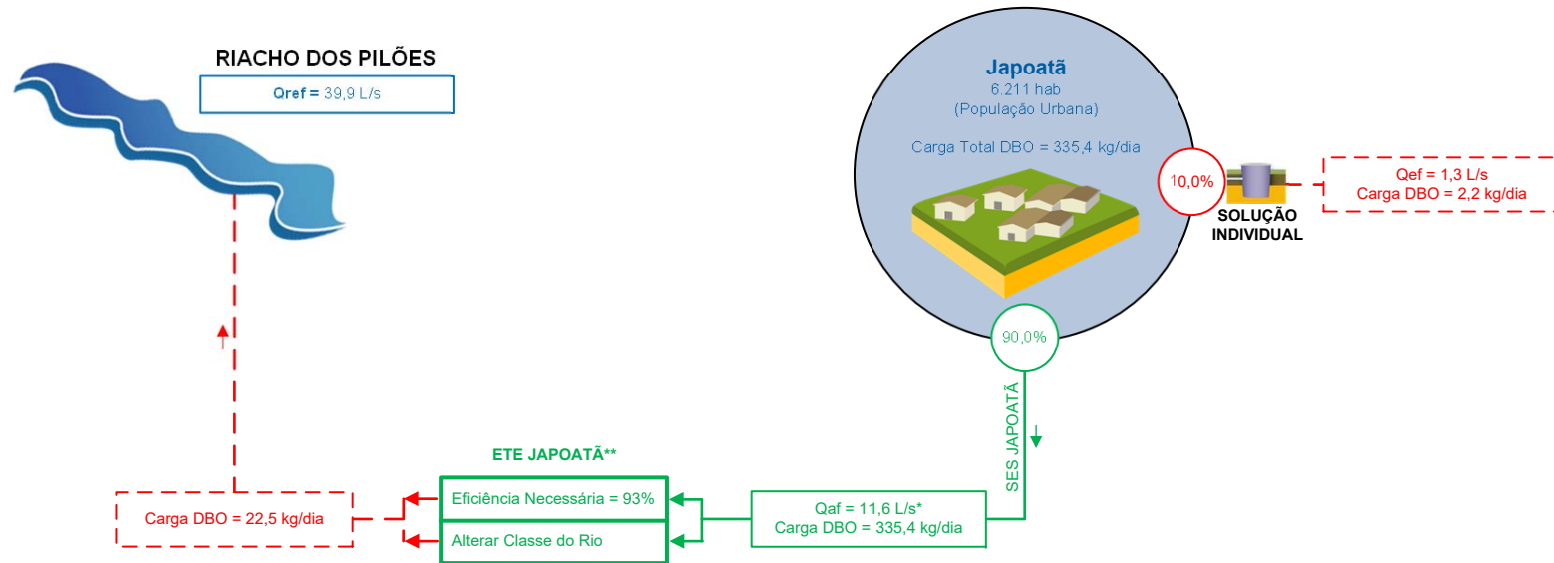 RIACHO DOS PILÕES
Qref = 39,9 L/s
Japoatã
6.211 hab
(População Urbana)
Carga Total DBO = 335,4 kg/dia
10,0%
SOLUÇÃO
INDIVIDUAL
Qef = 1,3 L/s
Carga DBO = 2,2 kg/dia
90,0%
SES JAPOATÃ
ETE JAPOATÃ**
Eficiência Necessária = 93%
Alterar Classe do Rio
Qaf = 11,6 L/s*
Carga DBO = 335,4 kg/dia
Carga DBO = 22,5 kg/dia